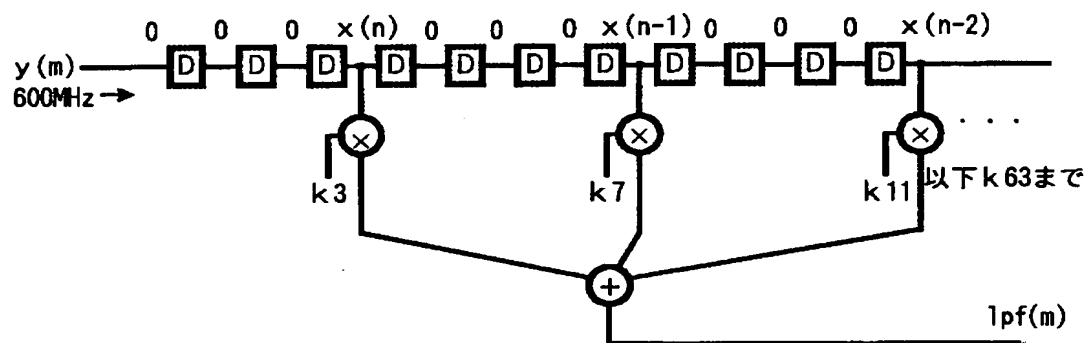 0 0 0 x(n) 0 0 0 x(n-1) 0 0 0 x(n-2)
y(m) D D D D D D D D D D D
600MHz→
× × × ・・・
k3 k7 k11 以下k63まで
+
lpf(m)